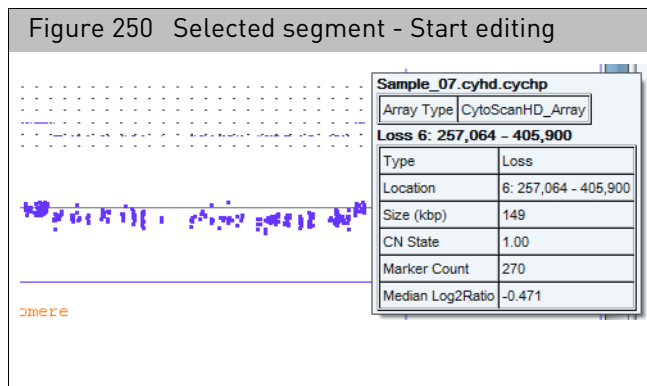 Figure 250 Selected segment - Start editing
Sample_07.cyhd.cychp
Array Type CytoScanHD_Array
Loss 6: 257,064 - 405,900
Type Loss
Location 6: 257,064 - 405,900
Size (kbp) 149
CN State 1.00
Marker Count 270
Median Log2Ratio -0.471
omere